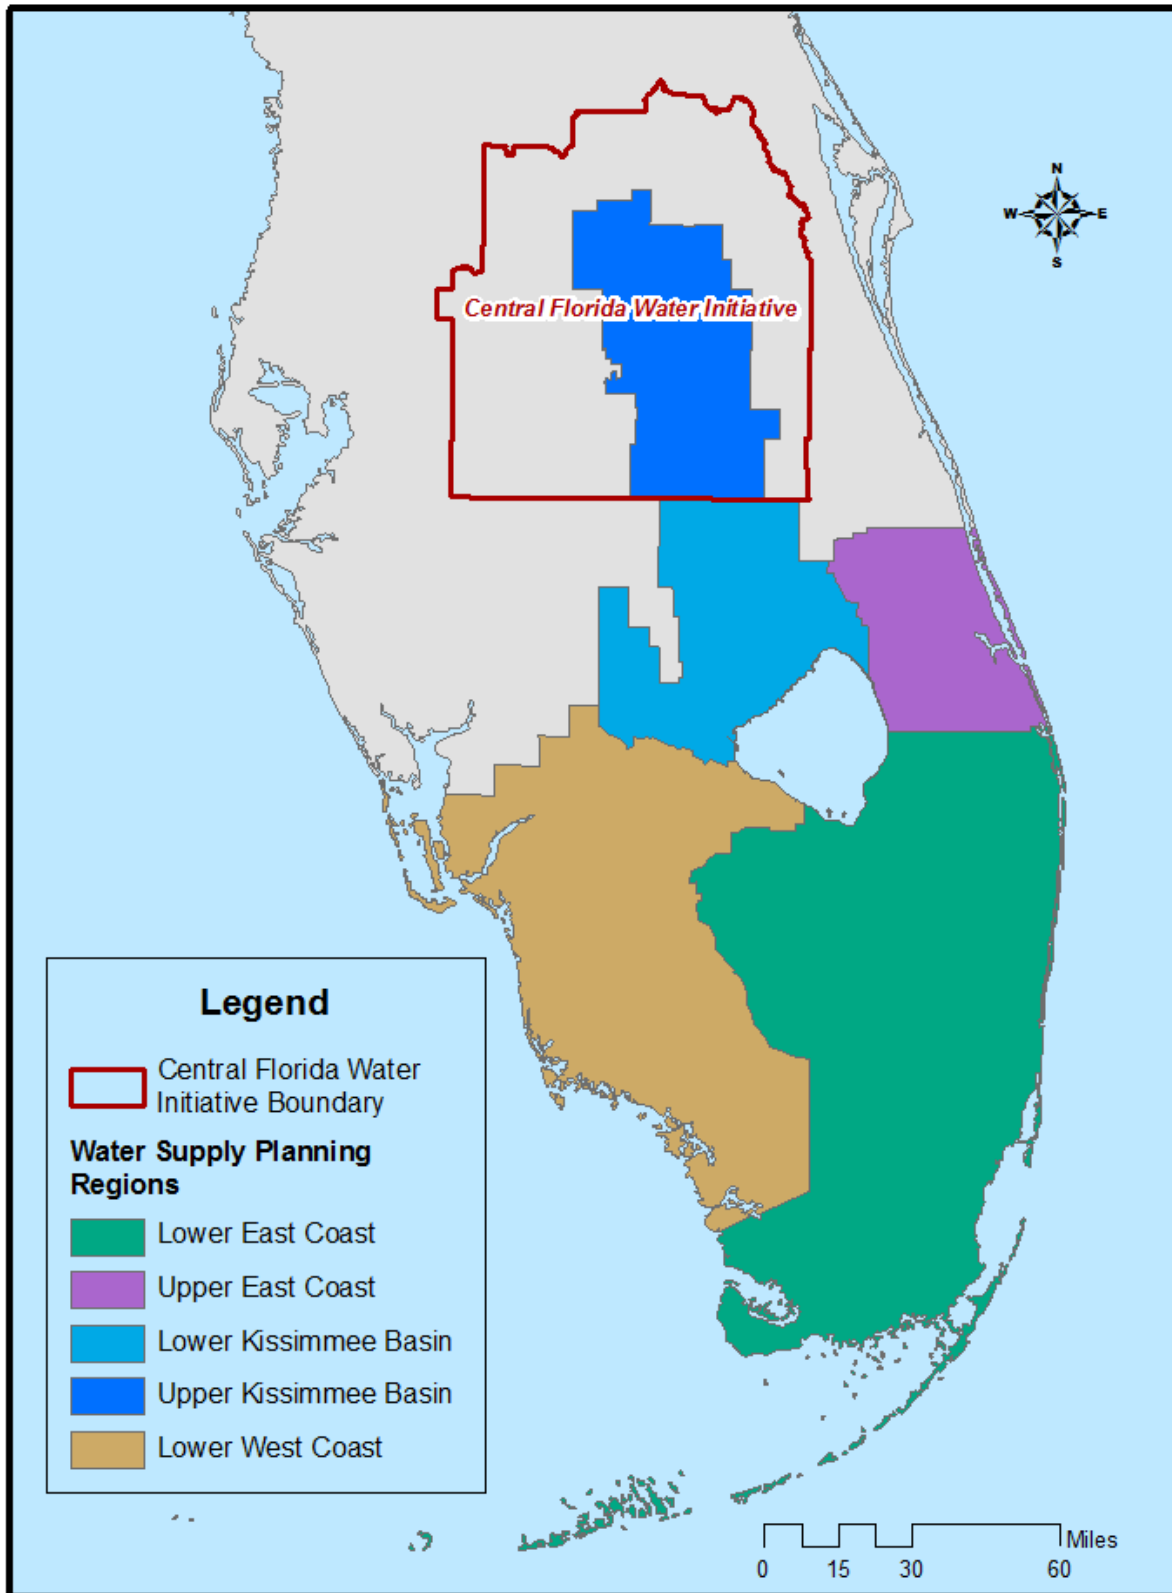 N
W E
S
Central Florida Water Initiative
Legend
Central Florida Water
Initiative Boundary
Water Supply Planning
Regions
Lower East Coast
Upper East Coast
Lower Kissimmee Basin
Upper Kissimmee Basin
Lower West Coast
Miles
0 15 30 60